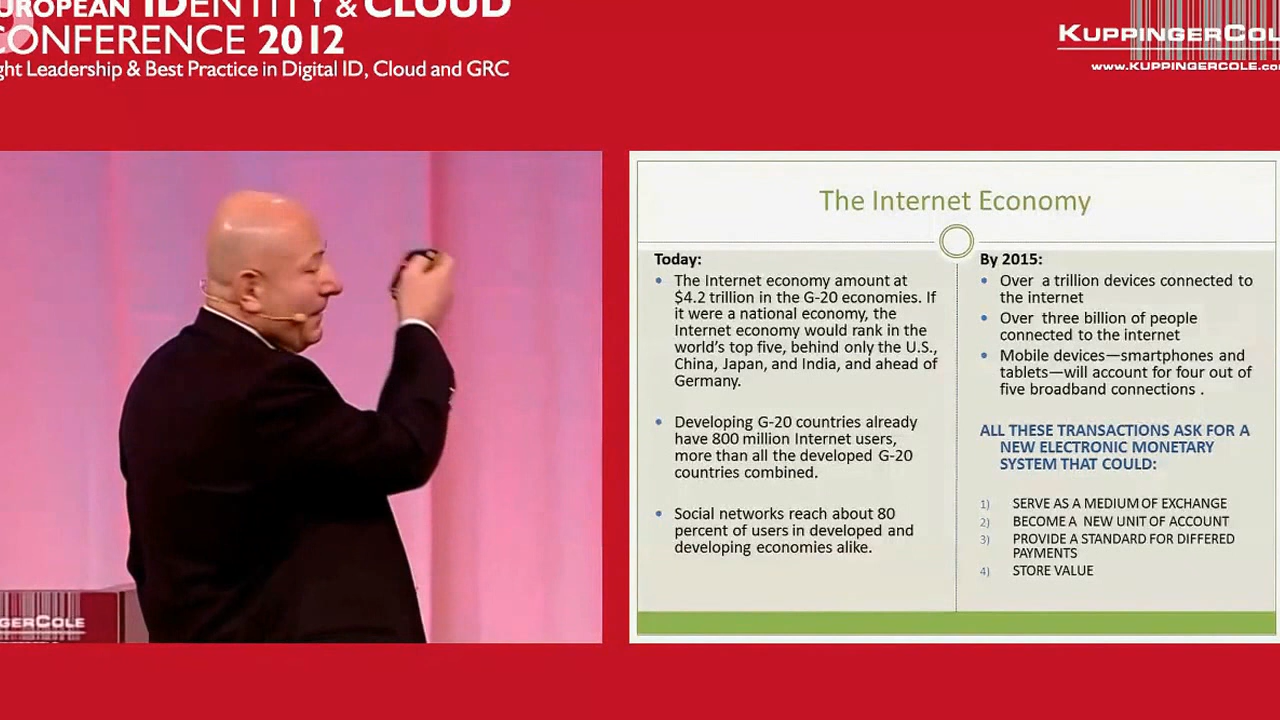 EUROPEAN IDENTITY & CLOUD
CONFERENCE 2012
ght Leadership & Best Practice in Digital ID, Cloud and GRC
KUPPINGERCOL
www.KUPPINGERCOLE.co
The Internet Economy
Today:
• The Internet economy amount at
$4.2 trillion in the G-20 economies. If
it were a national economy, the
Internet economy would rank in the
world's top five, behind only the U.S.,
China, Japan, and India, and ahead of
Germany.
• Developing G-20 countries already
have 800 million Internet users,
more than all the developed G-20
countries combined.
• Social networks reach about 80
percent of users in developed and
developing economies alike.
By 2015:
• Over a trillion devices connected to
the internet
• Over three billion of people
connected to the internet
• Mobile devices—smartphones and
tablets—will account for four out of
five broadband connections .
ALL THESE TRANSACTIONS ASK FOR A
NEW ELECTRONIC MONETARY
SYSTEM THAT COULD:
1) SERVE AS A MEDIUM OF EXCHANGE
2) BECOME A NEW UNIT OF ACCOUNT
3) PROVIDE A STANDARD FOR DIFFERED
PAYMENTS
4) STORE VALUE
GERCOLE